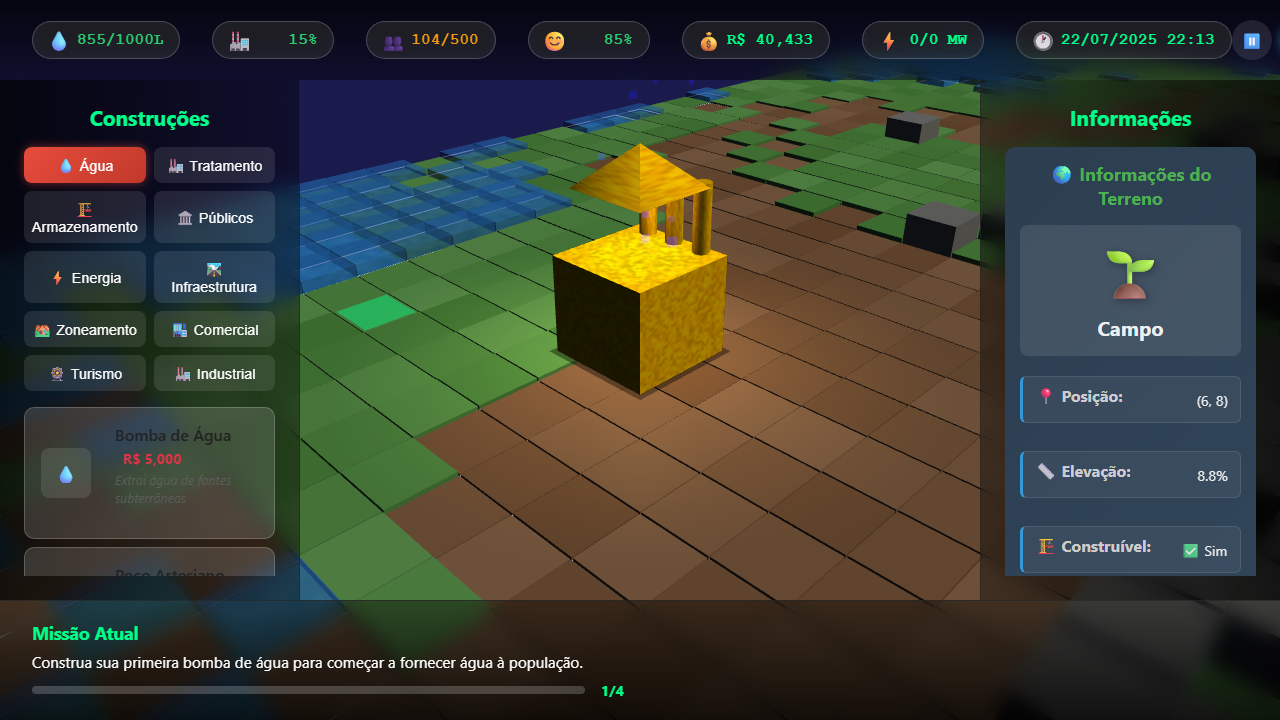 855/1000L
15%
104/500
85%
R$ 40,433
0/0 MW
22/07/2025 22:13
Construções
Água
Tratamento
Armazenamento
Públicos
Energia
Infraestrutura
Zoneamento
Comercial
Turismo
Industrial
Bomba de Água
R$ 5,000
Extrai água de fontes
subterrâneas
Poço Artesiano
Informações
Informações do
Terreno
Campo
Posição:
(6, 8)
Elevação:
8.8%
Construível:
Sim
Missão Atual
Construa sua primeira bomba de água para começar a fornecer água à população.
1/4